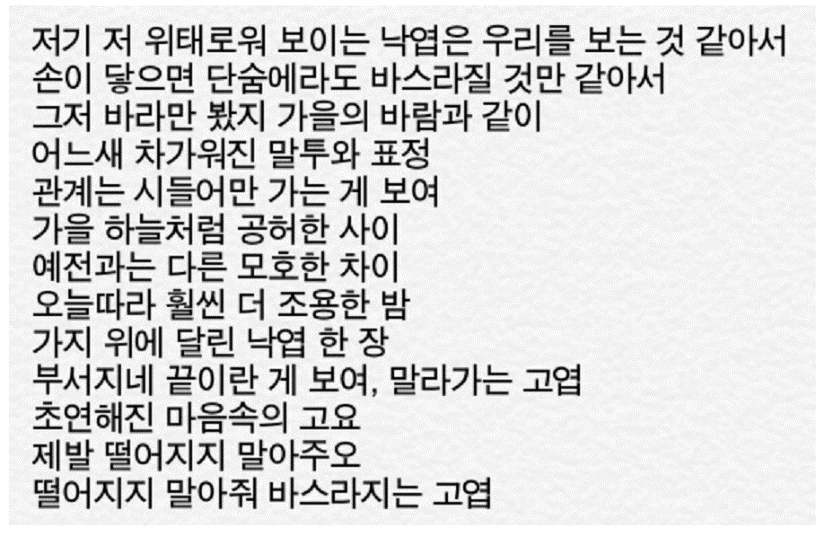 저기 저 위태로워 보이는 낙엽은 우리를 보는 것 같아서
손이 닿으면 단숨에라도 바스라질 것만 같아서
그저 바라만 봤지 가을의 바람과 같이
어느새 차가워진 말투와 표정
관계는 시들어만 가는 게 보여
가을 하늘처럼 공허한 사이
예전과는 다른 모호한 차이
오늘따라 훨씬 더 조용한 밤
가지 위에 달린 낙엽 한 장
부서지네 끝이란 게 보여, 말라가는 고엽
초연해진 마음속의 고요
제발 떨어지지 말아주오
떨어지지 말아줘 바스라지는 고엽